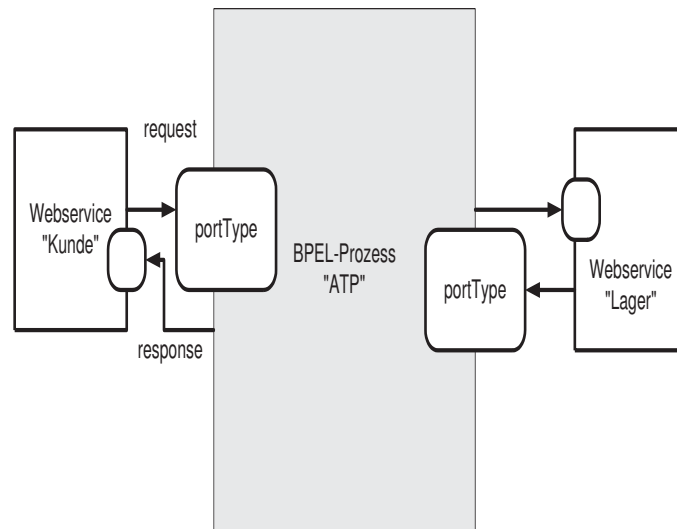 request
Webservice
"Kunde"
portType
BPEL-Prozess
"ATP"
portType
Webservice
"Lager"
response